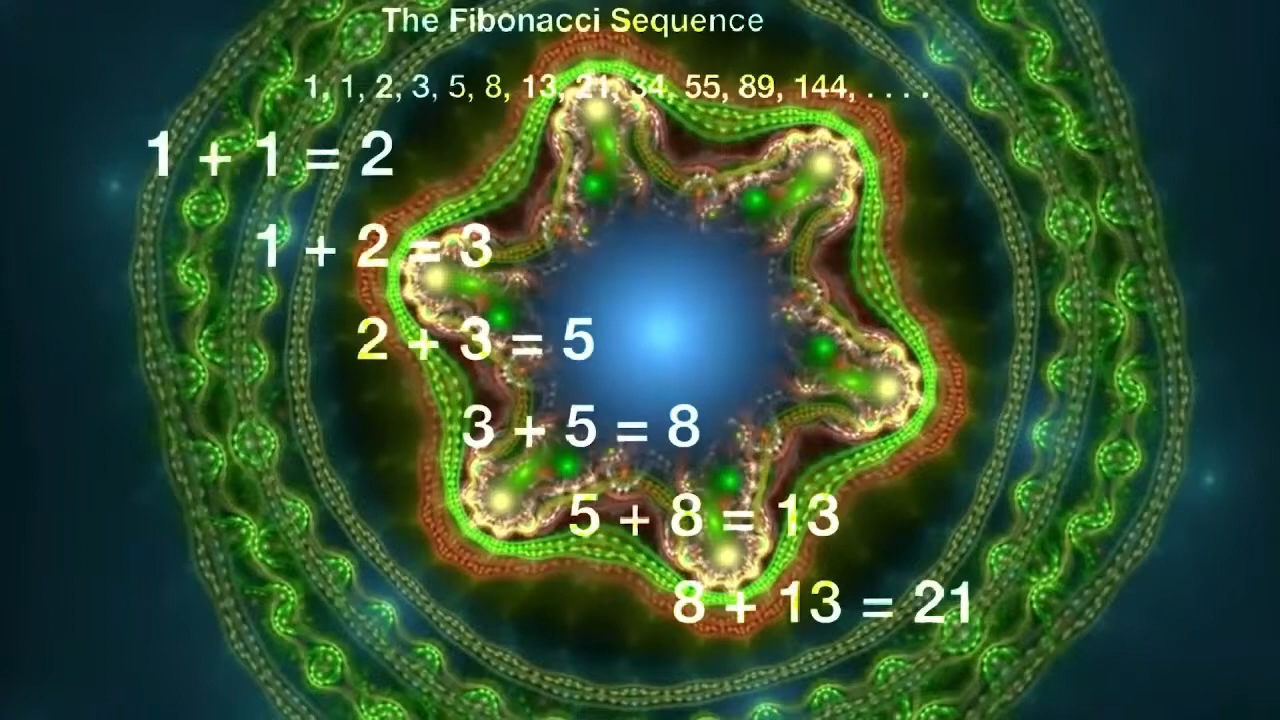 The Fibonacci Sequence
1, 1, 2, 3, 5, 8, 13, 21, 34, 55, 89, 144, . . . .
1 + 1 = 2
1 + 2 = 3
2 + 3 = 5
3 + 5 = 8
5 + 8 = 13
8 + 13 = 21